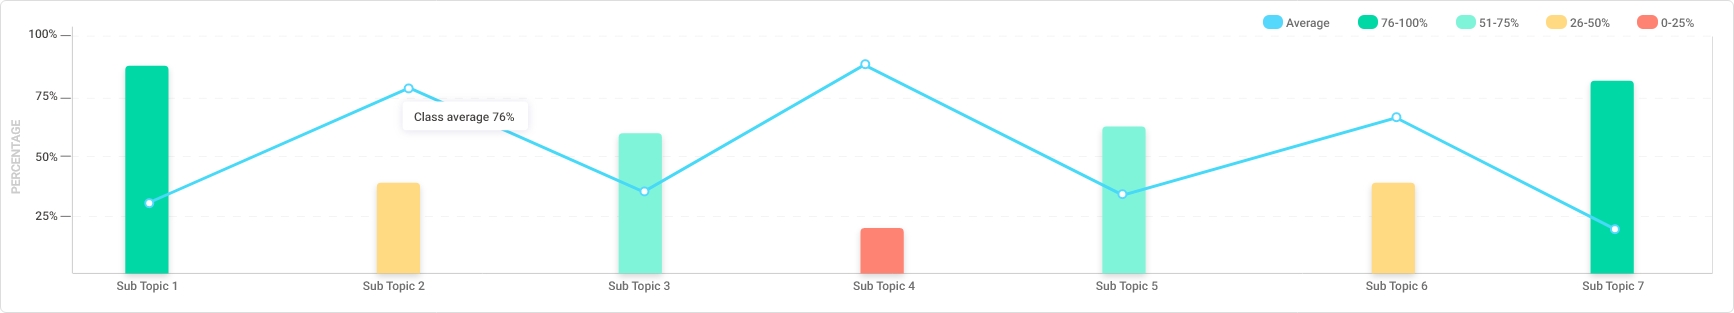 Average 76-100% 51-75% 26-50% 0-25%
100%
75%
Class average 76%
50%
25%
PERCENTAGE
Sub Topic 1 Sub Topic 2 Sub Topic 3 Sub Topic 4 Sub Topic 5 Sub Topic 6 Sub Topic 7